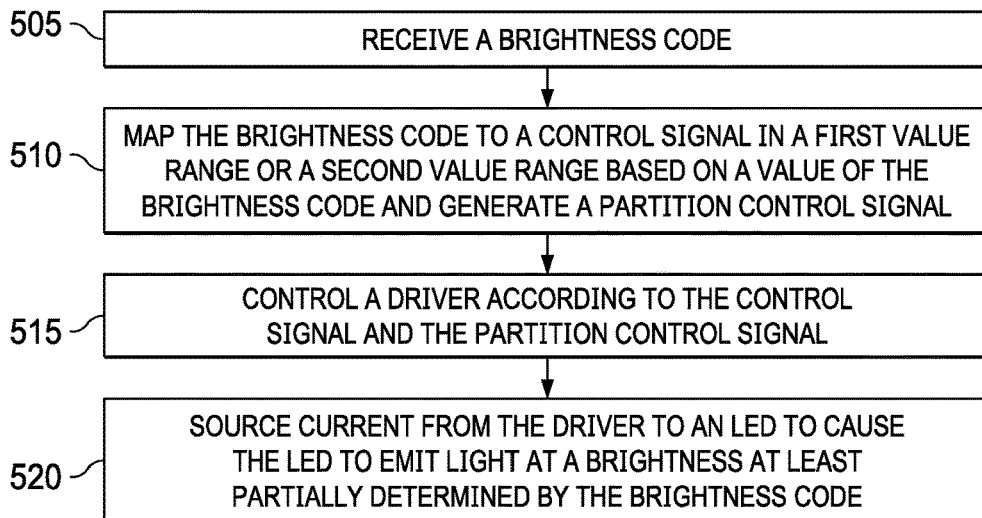 505
RECEIVE A BRIGHTNESS CODE
510
MAP THE BRIGHTNESS CODE TO A CONTROL SIGNAL IN A FIRST VALUE
RANGE OR A SECOND VALUE RANGE BASED ON A VALUE OF THE
BRIGHTNESS CODE AND GENERATE A PARTITION CONTROL SIGNAL
515
CONTROL A DRIVER ACCORDING TO THE CONTROL
SIGNAL AND THE PARTITION CONTROL SIGNAL
520
SOURCE CURRENT FROM THE DRIVER TO AN LED TO CAUSE
THE LED TO EMIT LIGHT AT A BRIGHTNESS AT LEAST
PARTIALLY DETERMINED BY THE BRIGHTNESS CODE